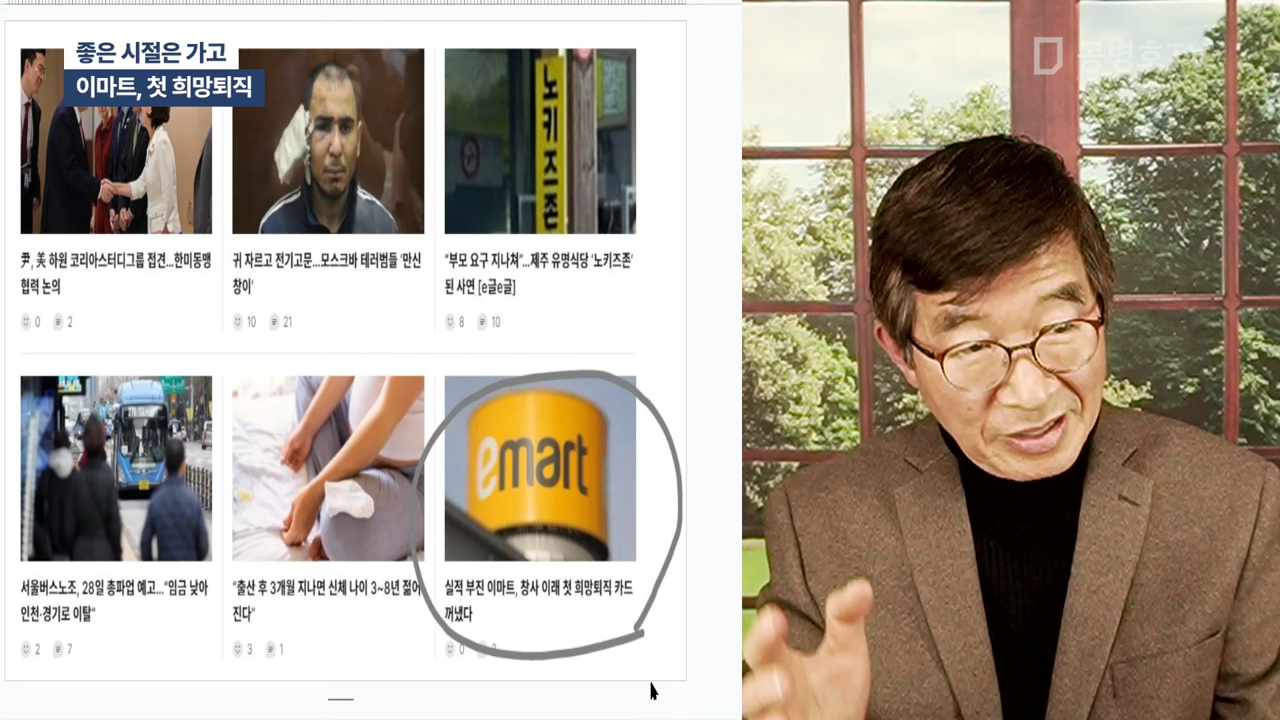 좋은 시절은 가고
이마트, 첫 희망퇴직
공병호TV
노키즈존
尹, 美 하원 코리아스터디그룹 접견...한미동맹
협력 논의
0 2
귀 자르고 전기고문...모스크바 테러범들 '만신
창이'
10 21
“부모 요구 지나쳐”...제주 유명식당 '노키즈존'
된 사연 [e글e글]
8 10
emart
서울버스노조, 28일 총파업 예고...“임금 낮아
인천·경기로 이탈”
2 7
“출산 후 3개월 지나면 신체 나이 3~8년 젊어
진다”
3 1
실적 부진 이마트, 창사 이래 첫 희망퇴직 카드
꺼냈다
0